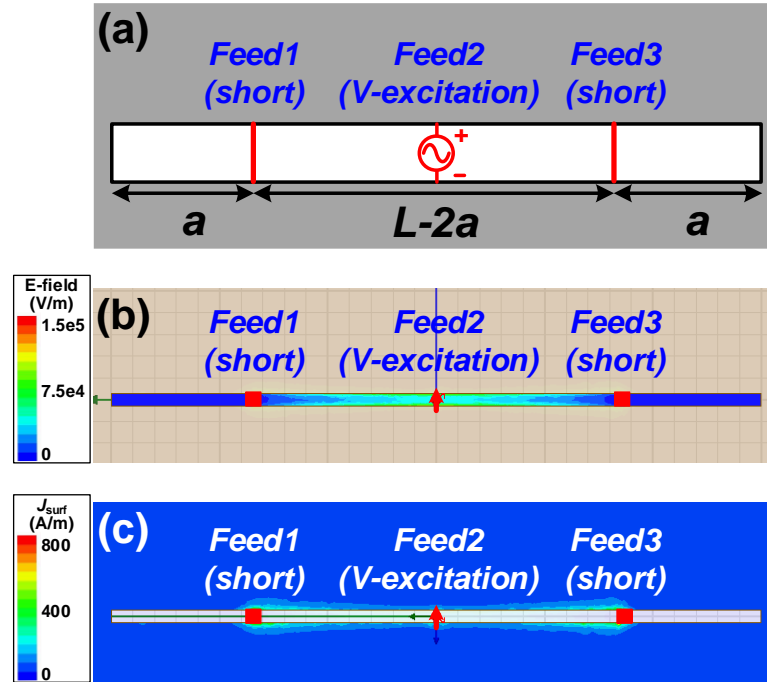 (a)
Feed1 Feed2 Feed3
(short) (V-excitation) (short)
+
−
a L-2a a
E-field
(V/m)
1.5e5
7.5e4
0
(b)
Feed1 Feed2 Feed3
(short) (V-excitation) (short)
Jsurf
(A/m)
800
400
0
(c)
Feed1 Feed2 Feed3
(short) (V-excitation) (short)